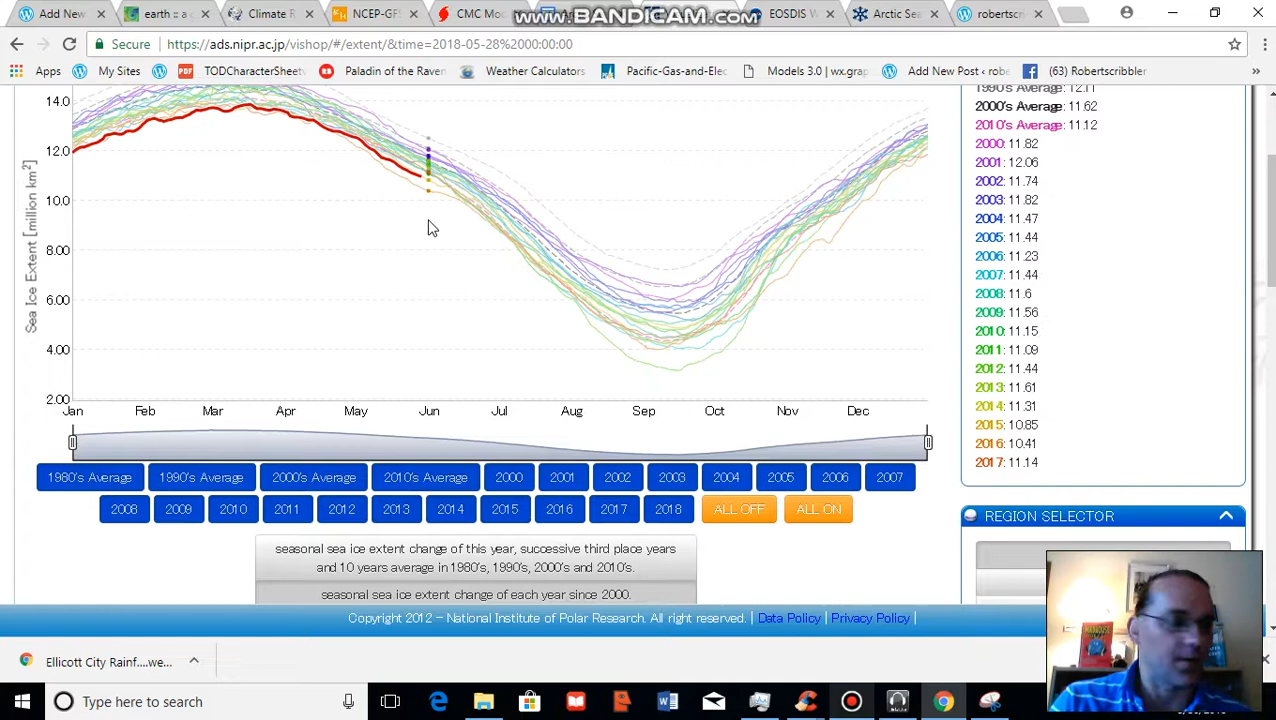 Add New
earth :: a g
Climate R
NCEP-GF
CMC Mo
www.BANDICAM.com
EOSDIS W
Arctic Sea
robertscri
Secure
https://ads.nipr.ac.jp/vishop/#/extent/&time=2018-05-28%2000:00:00
Apps
My Sites
TODCharacterSheet
Paladin of the Raven
Weather Calculators
Pacific-Gas-and-Elec
Models 3.0 | wx.grap
Add New Post ‹ robe
(63) Robertscribbler
»
Sea Ice Extent [million km²]
14.0
12.0
10.0
8.00
6.00
4.00
2.00
Jan Feb Mar Apr May Jun Jul Aug Sep Oct Nov Dec
1980's Average 1990's Average 2000's Average 2010's Average 2000 2001 2002 2003 2004 2005 2006 2007
2008 2009 2010 2011 2012 2013 2014 2015 2016 2017 2018 ALL OFF ALL ON
seasonal sea ice extent change of this year, successive third place years
and 10 years average in 1980's, 1990's, 2000's and 2010's.
seasonal sea ice extent change of each year since 2000.
1990's Average: 12.11
2000's Average: 11.62
2010's Average: 11.12
2000: 11.82
2001: 12.06
2002: 11.74
2003: 11.82
2004: 11.47
2005: 11.44
2006: 11.23
2007: 11.44
2008: 11.6
2009: 11.56
2010: 11.15
2011: 11.09
2012: 11.44
2013: 11.61
2014: 11.31
2015: 10.85
2016: 10.41
2017: 11.14
REGION SELECTOR
Copyright 2012 - National Institute of Polar Research. All right reserved. | Data Policy | Privacy Policy |
Ellicott City Rainf....we...
Type here to search